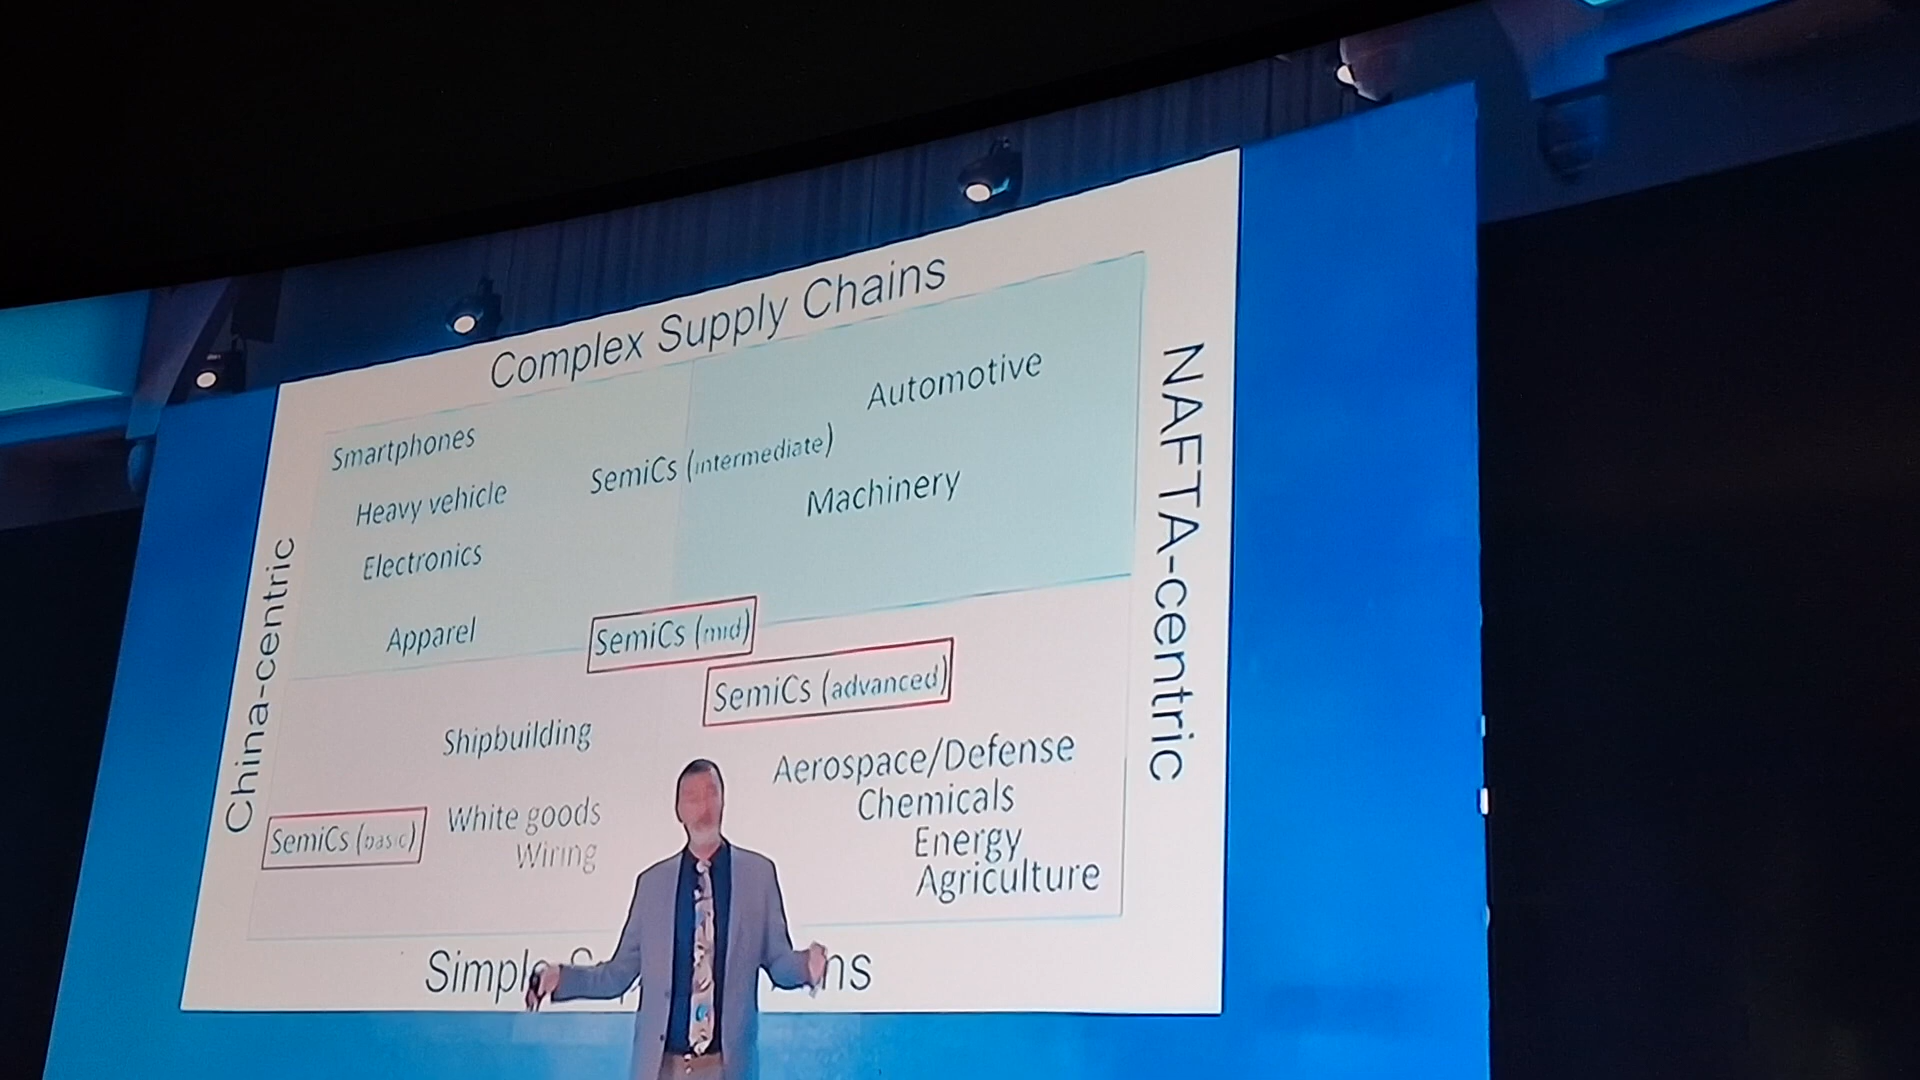 Complex Supply Chains
China-centric
NAFTA-centric
Smartphones
Heavy vehicle
Electronics
Apparel
SemiCs (intermediate)
Automotive
Machinery
SemiCs (mid)
SemiCs (advanced)
Shipbuilding
White goods
Wiring
SemiCs (basic)
Aerospace/Defense
Chemicals
Energy
Agriculture